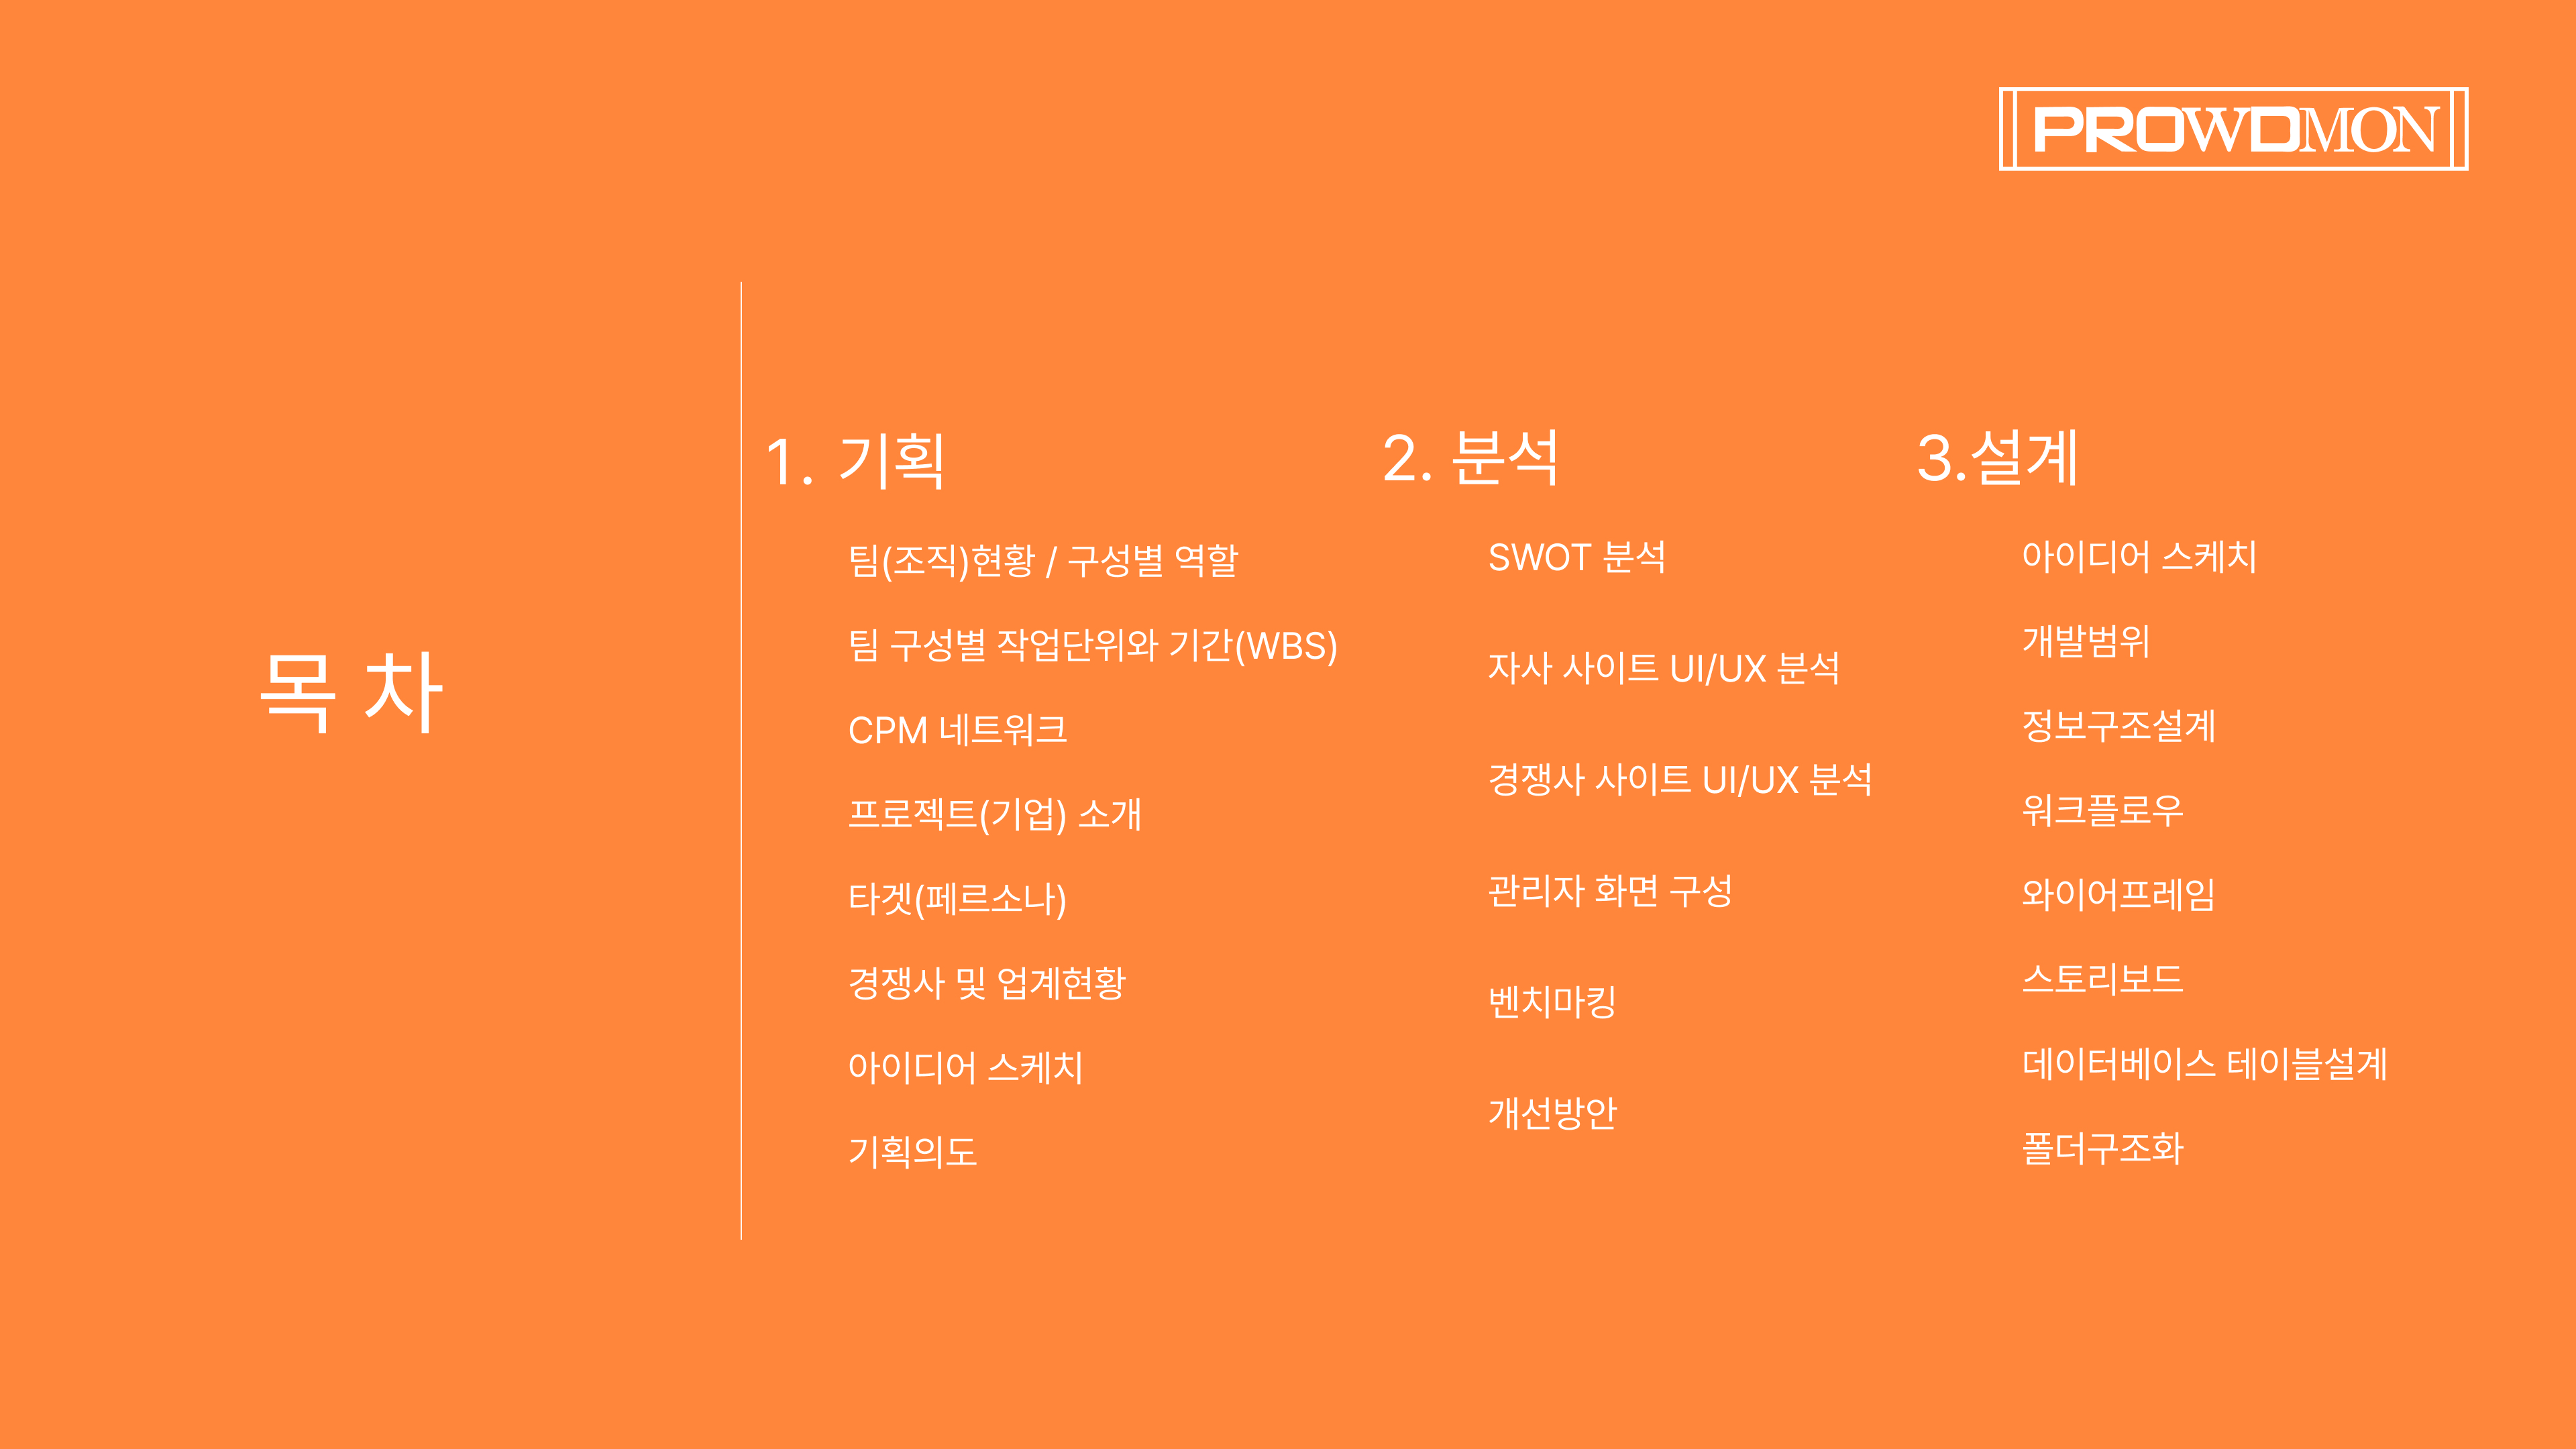 PROWDMON
목 차
1. 기획
팀(조직)현황 / 구성별 역할
팀 구성별 작업단위와 기간(WBS)
CPM 네트워크
프로젝트(기업) 소개
타겟(페르소나)
경쟁사 및 업계현황
아이디어 스케치
기획의도
2. 분석
SWOT 분석
자사 사이트 UI/UX 분석
경쟁사 사이트 UI/UX 분석
관리자 화면 구성
벤치마킹
개선방안
3.설계
아이디어 스케치
개발범위
정보구조설계
워크플로우
와이어프레임
스토리보드
데이터베이스 테이블설계
폴더구조화